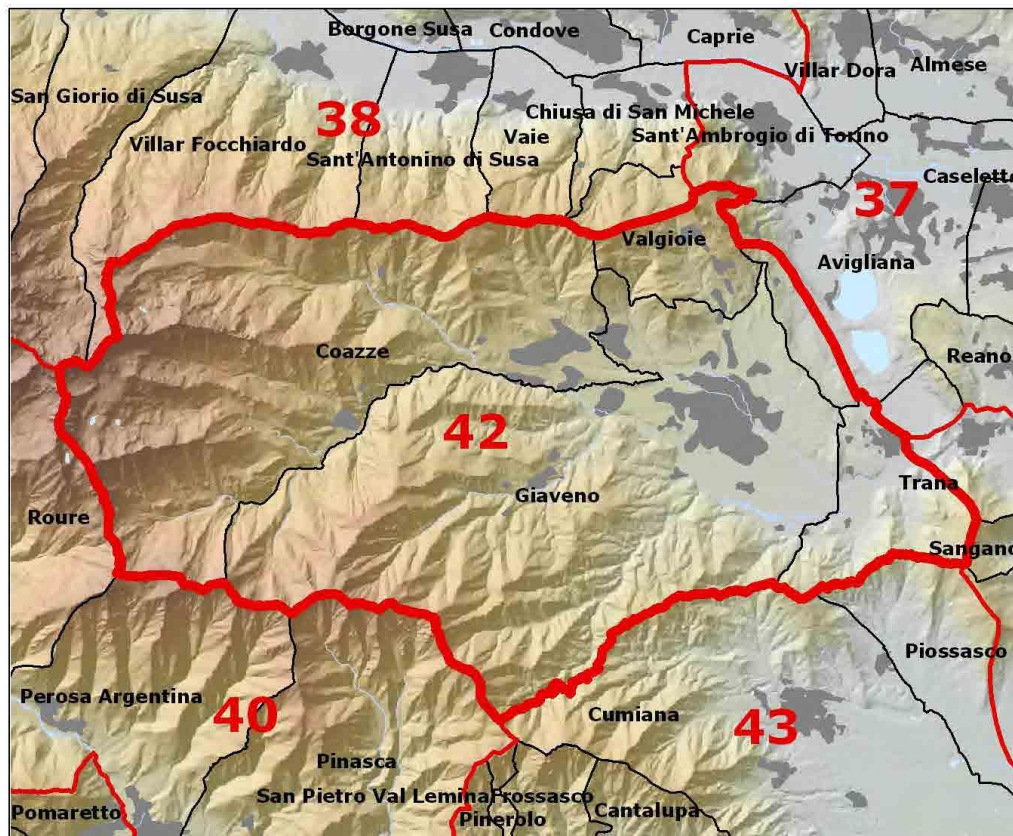 Borgone Susa
Condove
Caprie
Villar Dora
Almese
San Giorio di Susa
38
Chiusa di San Michele
Villar Focchiardo
Vaie
Sant'Ambrogio di Torino
Sant'Antonino di Susa
Caselette
37
Valgioie
Avigliana
Coazze
Reano
42
Trana
Giaveno
Roure
Sangano
Piossasco
Perosa Argentina
40
Cumiana
43
Pinasca
San Pietro Val Lemina
Frossasco
Pomaretto
Pinerolo
Cantalupa